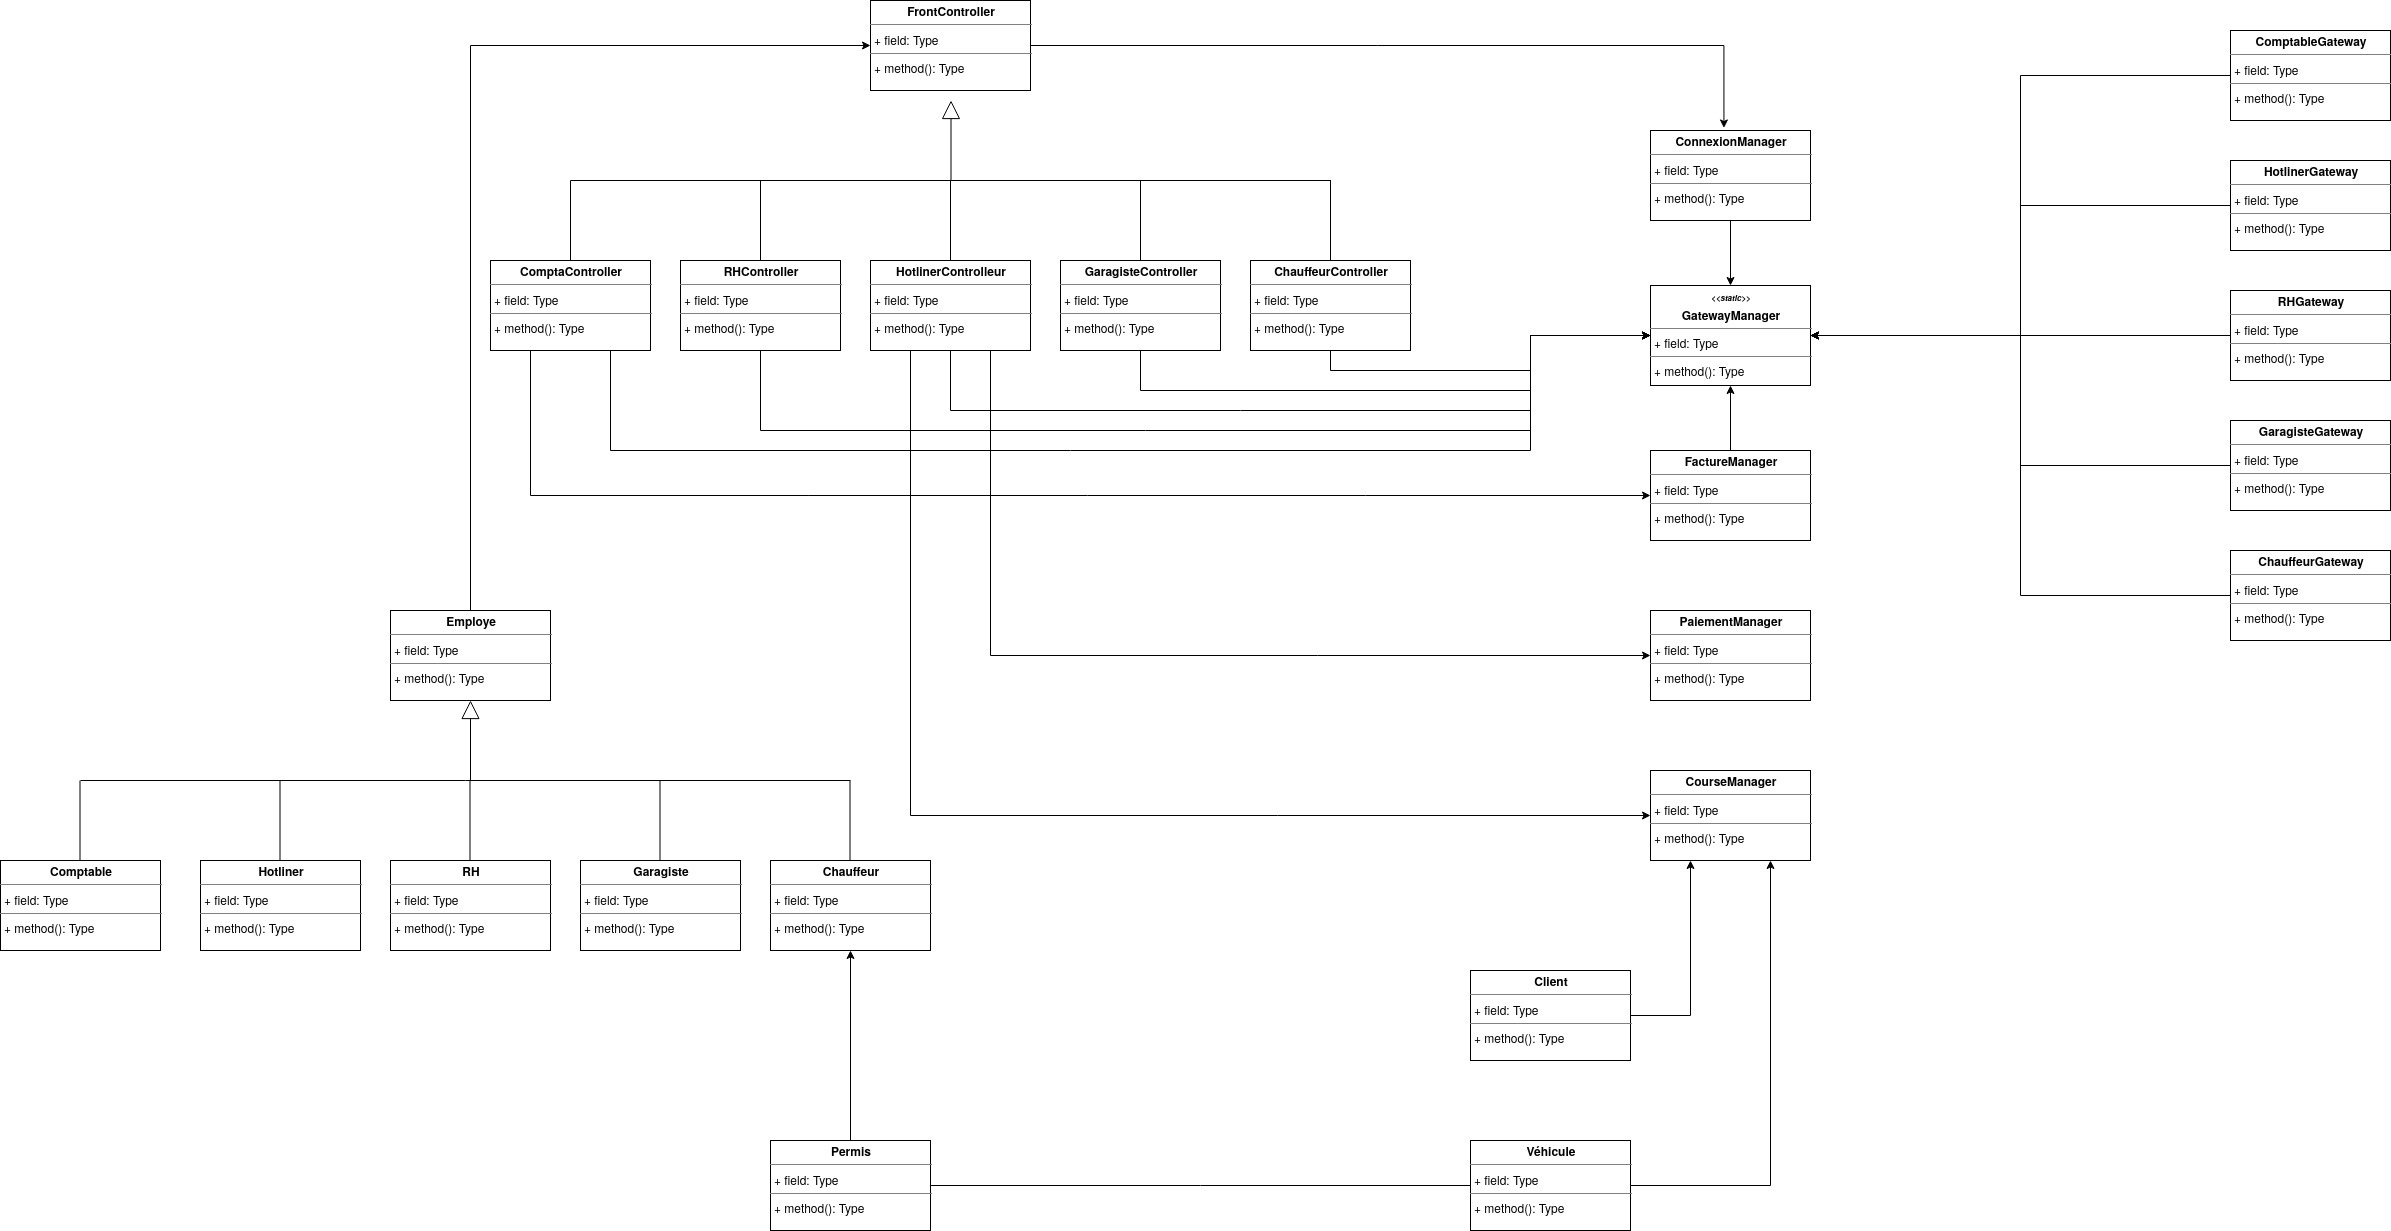 FrontController
+ field: Type
+ method(): Type
ComptableGateway
+ field: Type
+ method(): Type
ConnexionManager
+ field: Type
+ method(): Type
HotlinerGateway
+ field: Type
+ method(): Type
ComptaController
+ field: Type
+ method(): Type
RHController
+ field: Type
+ method(): Type
HotlinerControlleur
+ field: Type
+ method(): Type
GaragisteController
+ field: Type
+ method(): Type
ChauffeurController
+ field: Type
+ method(): Type
<<static>>
GatewayManager
+ field: Type
+ method(): Type
RHGateway
+ field: Type
+ method(): Type
GaragisteGateway
+ field: Type
+ method(): Type
FactureManager
+ field: Type
+ method(): Type
ChauffeurGateway
+ field: Type
+ method(): Type
Employe
+ field: Type
+ method(): Type
PaiementManager
+ field: Type
+ method(): Type
CourseManager
+ field: Type
+ method(): Type
Comptable
+ field: Type
+ method(): Type
Hotliner
+ field: Type
+ method(): Type
RH
+ field: Type
+ method(): Type
Garagiste
+ field: Type
+ method(): Type
Chauffeur
+ field: Type
+ method(): Type
Client
+ field: Type
+ method(): Type
Permis
+ field: Type
+ method(): Type
Véhicule
+ field: Type
+ method(): Type